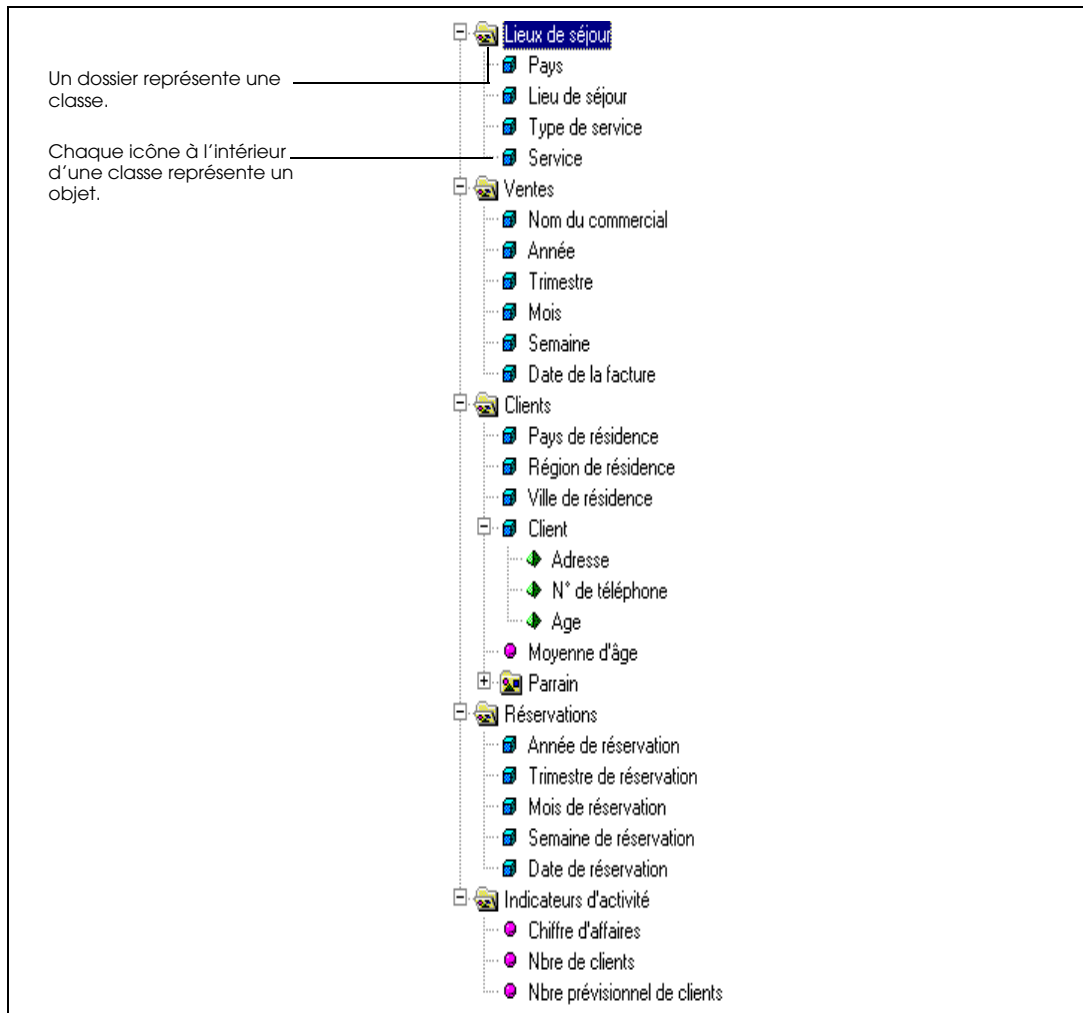 Lieux de séjour
Un dossier représente une
classe.
Pays
Lieu de séjour
Type de service
Chaque icône à l'intérieur
d'une classe représente un
objet.
Service
Ventes
Nom du commercial
Année
Trimestre
Mois
Semaine
Date de la facture
Clients
Pays de résidence
Région de résidence
Ville de résidence
Client
Adresse
N° de téléphone
Age
Moyenne d'âge
Parrain
Réservations
Année de réservation
Trimestre de réservation
Mois de réservation
Semaine de réservation
Date de réservation
Indicateurs d'activité
Chiffre d'affaires
Nbre de clients
Nbre prévisionnel de clients